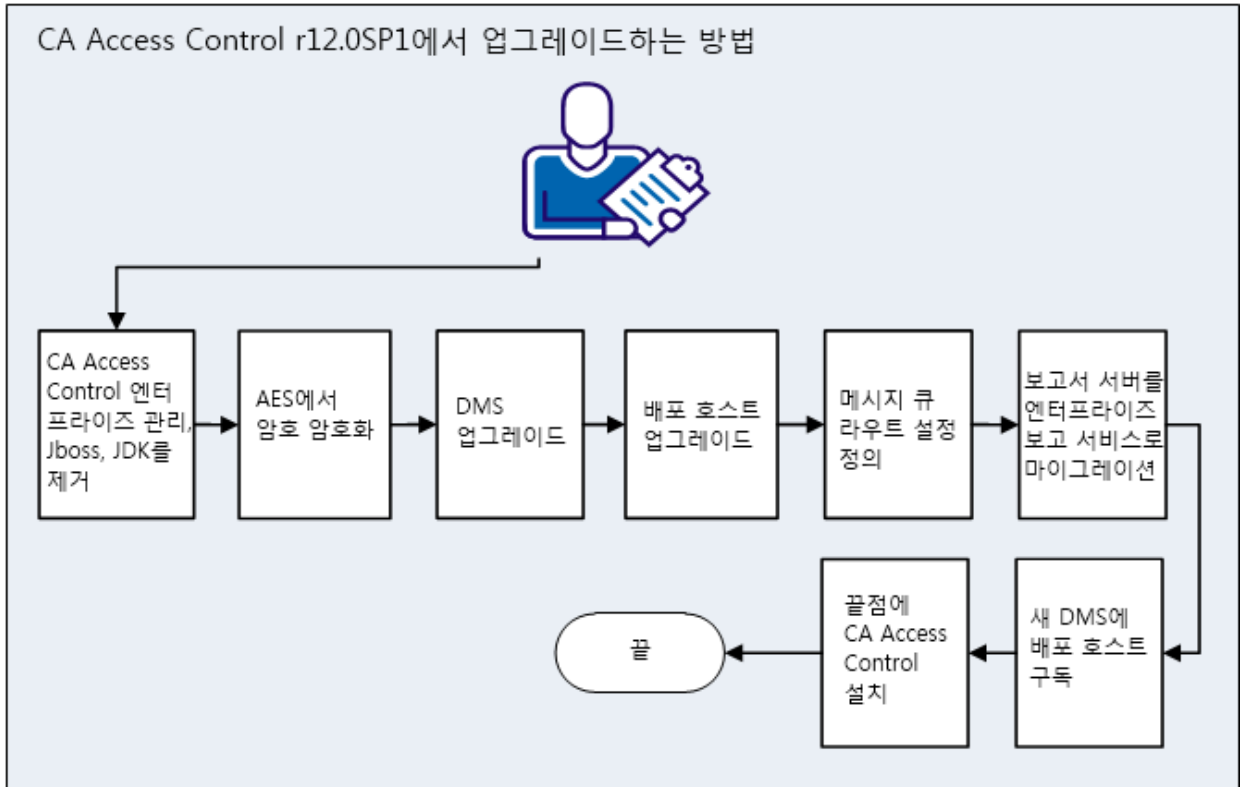 CA Access Control r12.0SP1에서 업그레이드하는 방법
CA Access
Control 엔터
프라이즈 관리,
Jboss, JDK를
제거
AES에서
암호 암호화
DMS
업그레이드
배포 호스트
업그레이드
메시지 큐
라우트 설정
정의
보고서 서버를
엔터프라이즈
보고 서비스로
마이그레이션
새 DMS에
배포 호스트
구독
끝점에
CA Access
Control
설치
끝